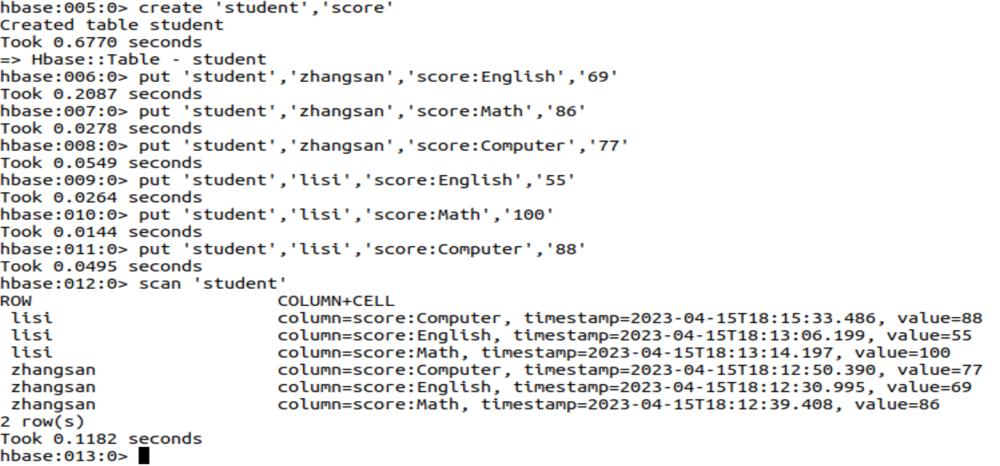 hbase:005:0> create 'student','score'
Created table student
Took 0.6770 seconds
=> Hbase::Table - student
hbase:006:0> put 'student','zhangsan','score:English','69'
Took 0.2087 seconds
hbase:007:0> put 'student','zhangsan','score:Math','86'
Took 0.0278 seconds
hbase:008:0> put 'student','zhangsan','score:Computer','77'
Took 0.0549 seconds
hbase:009:0> put 'student','lisi','score:English','55'
Took 0.0264 seconds
hbase:010:0> put 'student','lisi','score:Math','100'
Took 0.0144 seconds
hbase:011:0> put 'student','lisi','score:Computer','88'
Took 0.0495 seconds
hbase:012:0> scan 'student'
ROW                       COLUMN+CELL
 lisi                     column=score:Computer, timestamp=2023-04-15T18:15:33.486, value=88
 lisi                     column=score:English, timestamp=2023-04-15T18:13:06.199, value=55
 lisi                     column=score:Math, timestamp=2023-04-15T18:13:14.197, value=100
 zhangsan                 column=score:Computer, timestamp=2023-04-15T18:12:50.390, value=77
 zhangsan                 column=score:English, timestamp=2023-04-15T18:12:30.995, value=69
 zhangsan                 column=score:Math, timestamp=2023-04-15T18:12:39.408, value=86
2 row(s)
Took 0.1182 seconds
hbase:013:0>